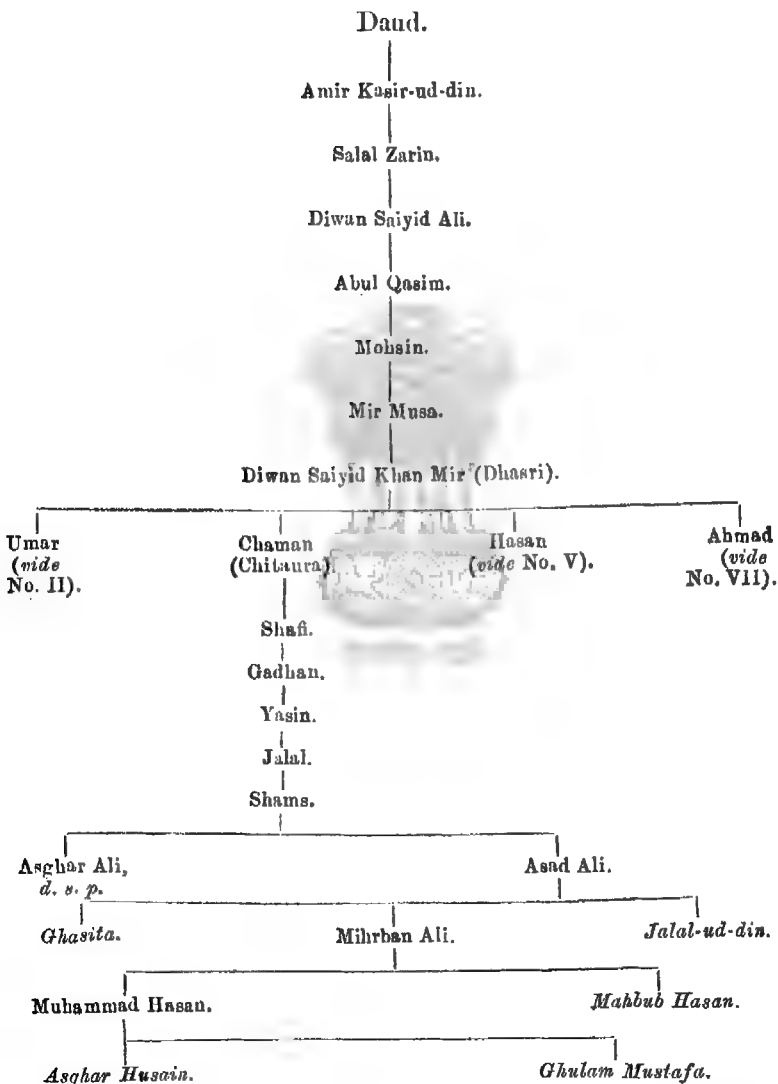 Daud.
Amir Kasir-ud-din.
Salal Zarin.
Diwan Saiyid Ali.
Abul Qasim.
Mohsin.
Mir Musa.
Diwan Saiyid Khan Mir (Dhasri).
Umar Chaman Hasan Ahmad
(vide (Chitaura) (vide No. V). (vide
No. II). No. VII).
Shafi.
Gadhan.
Yasin.
Jalal.
Shams.
Asghar Ali, Asad Ali.
d. s. p.
Ghasita. Mihrban Ali. Jalal-ud-din.
Muhammad Hasan. Mahbub Hasan.
Asghar Husain. Ghulam Mustafa.